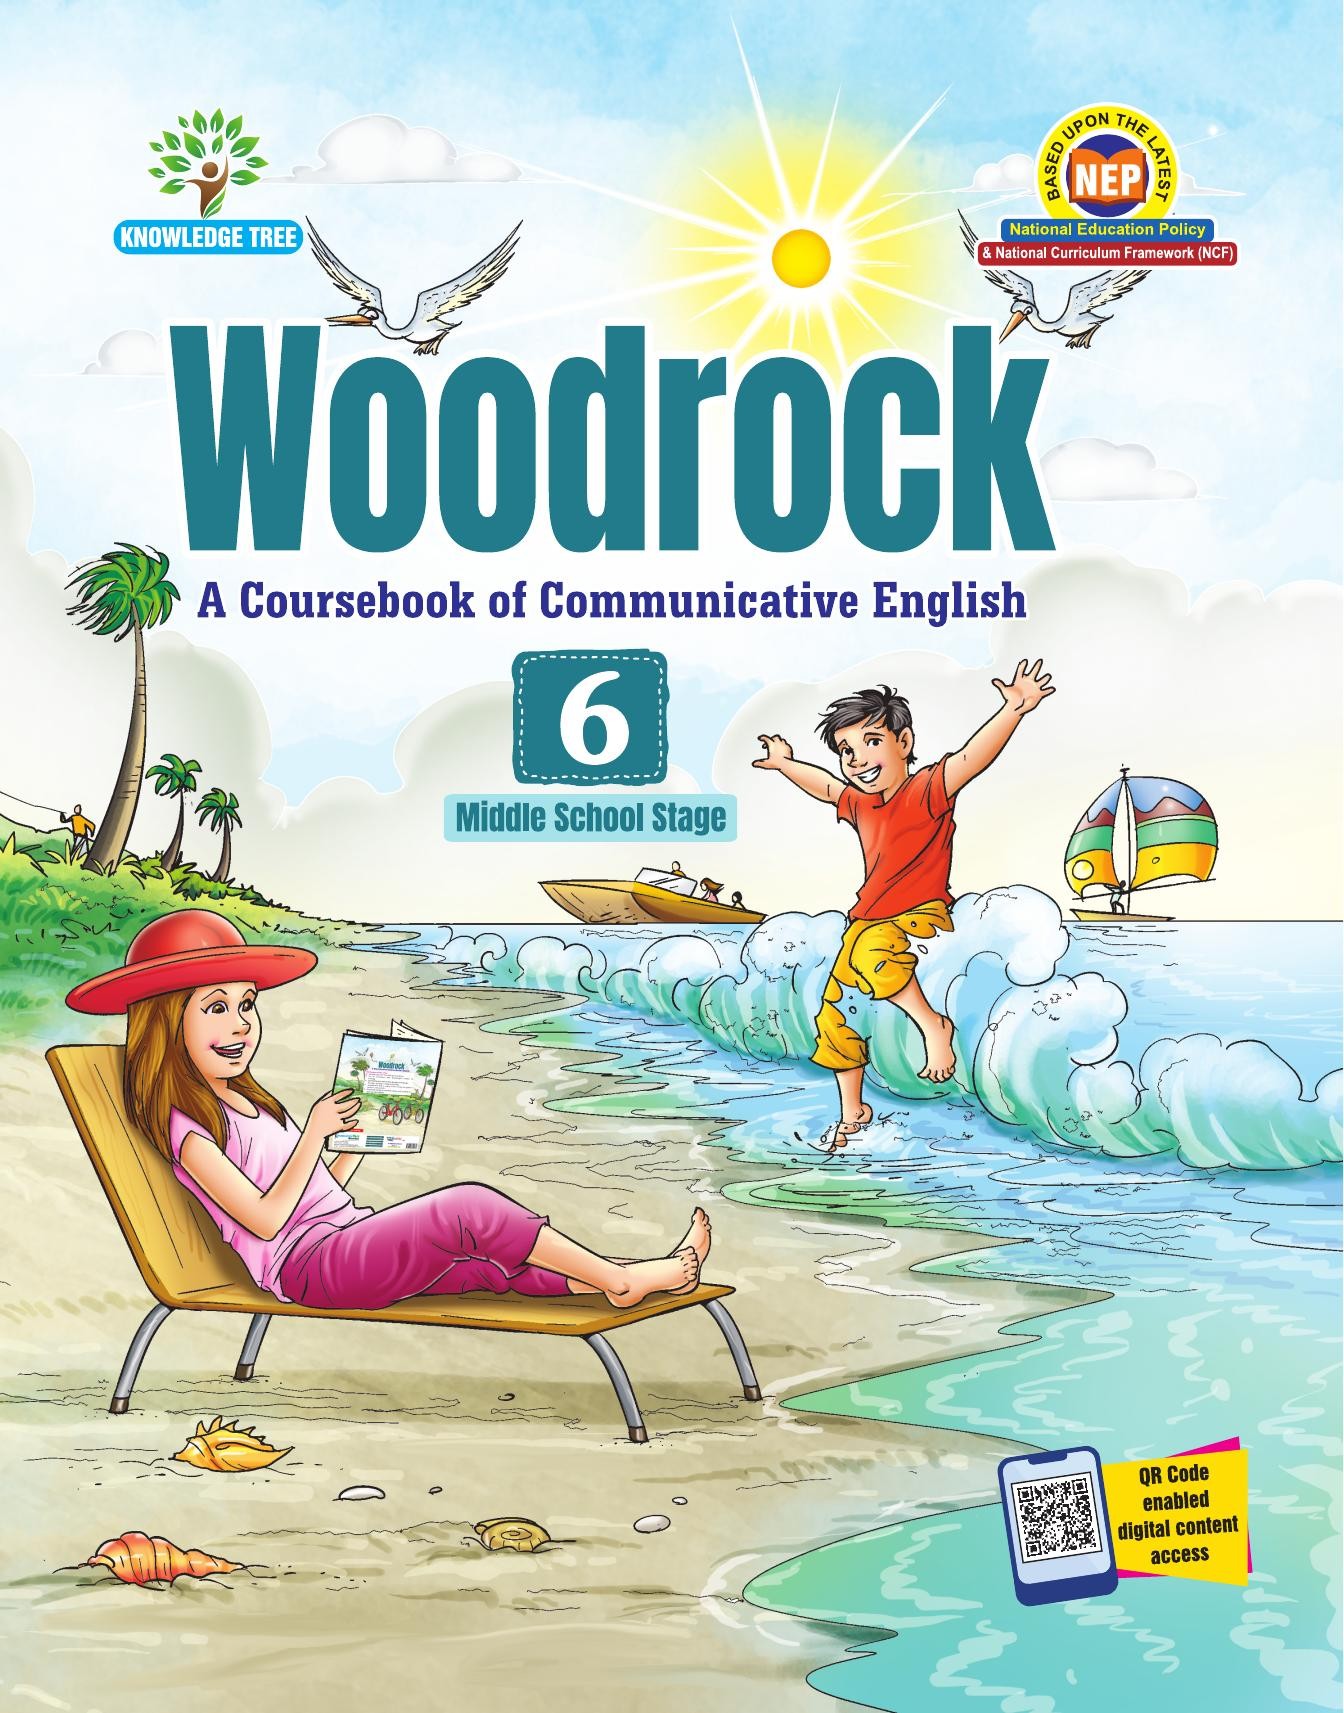 KNOWLEDGE TREE
BASED UPON THE LATEST
NEP
National Education Policy
& National Curriculum Framework (NCF)
Woodrock
A Coursebook of Communicative English
6
Middle School Stage
Woodrock
QR Code
enabled
digital content
access